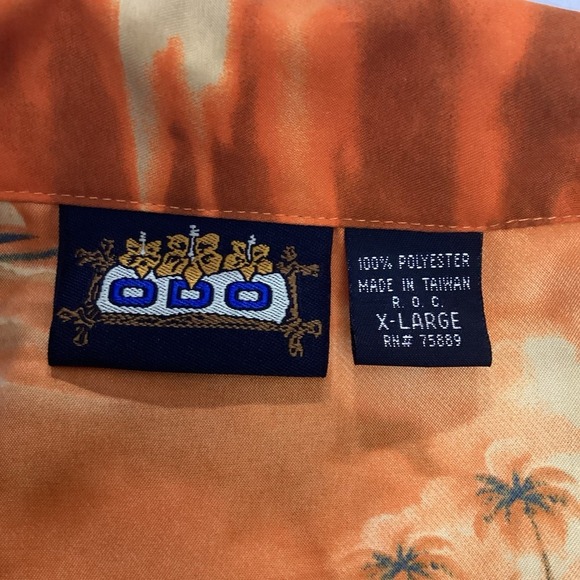 ODO
100% POLYESTER
MADE IN TAIWAN
R. O. C.
X-LARGE
RN# 75889